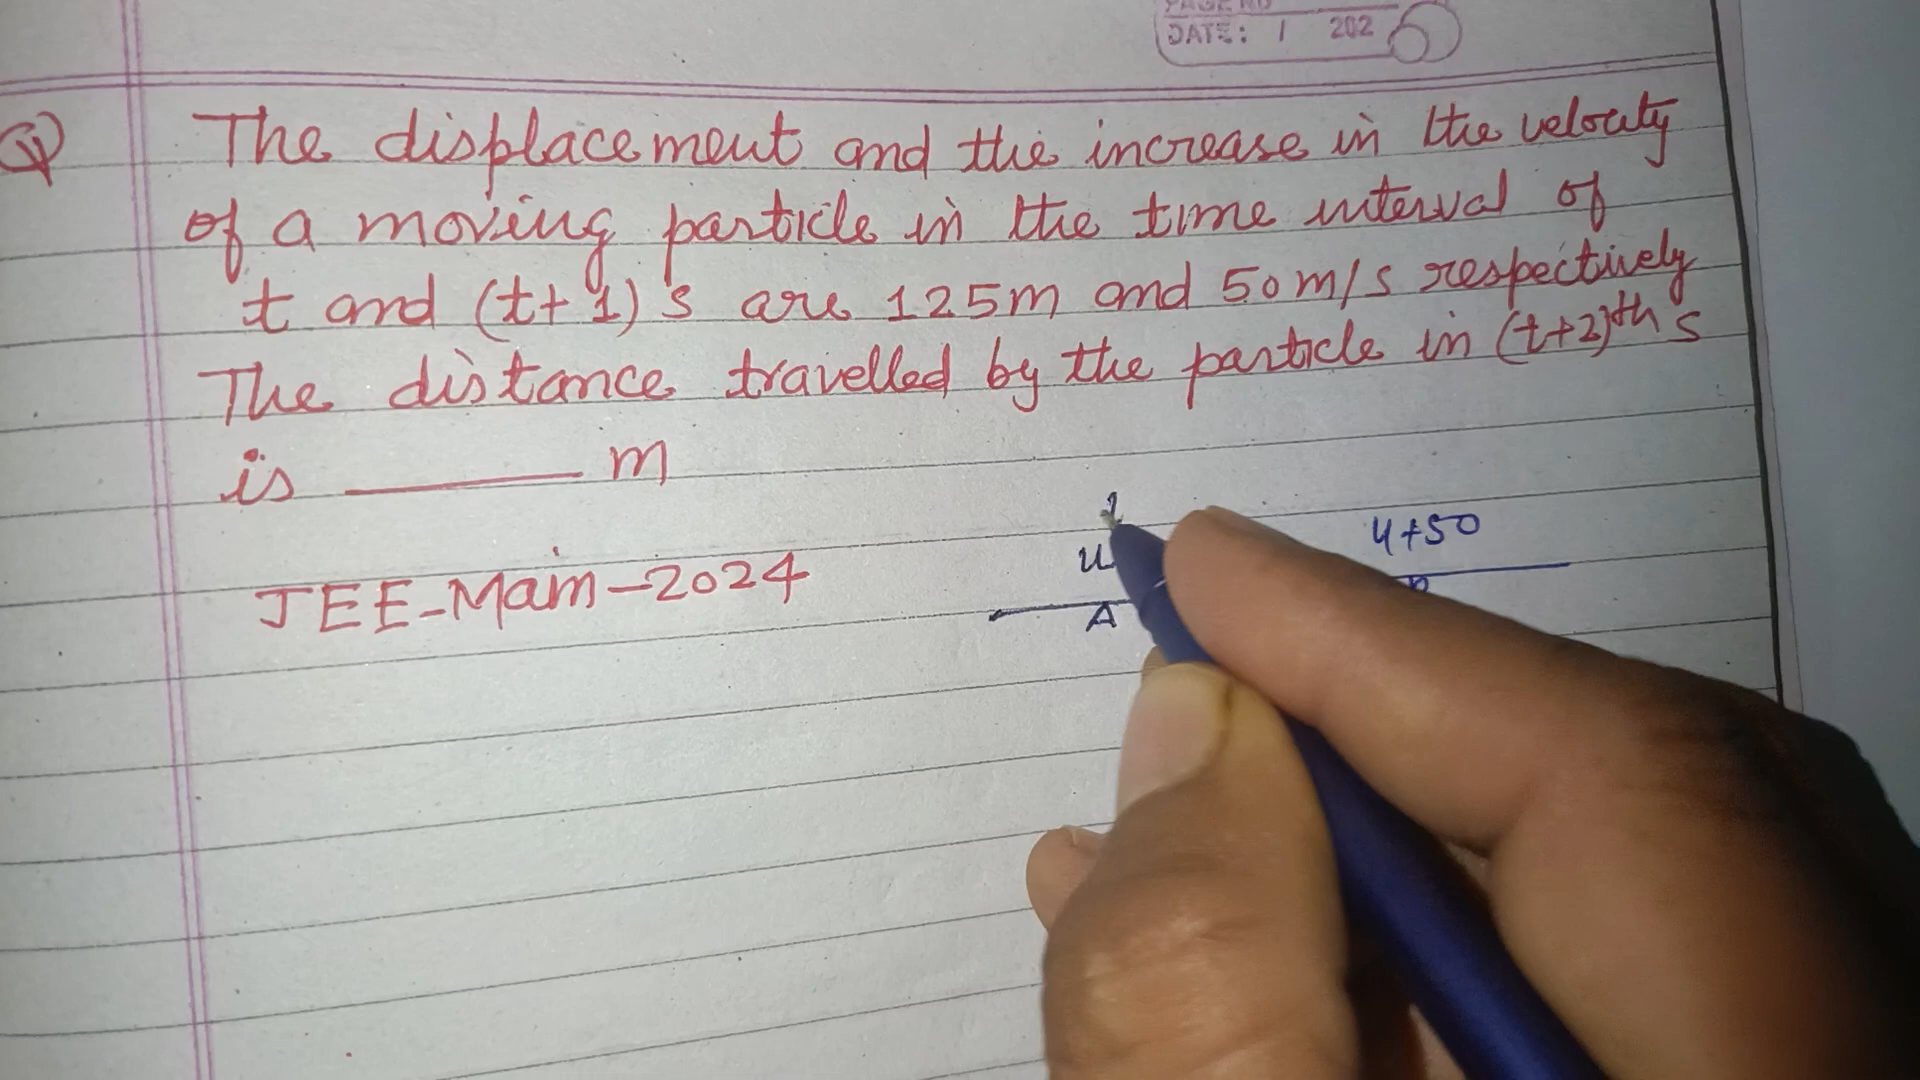 DATE: / 202
Q The displacement and the increase in the velocity
of a moving particle in the time interval of
t and (t+1) s are 125m and 50m/s respectively
The distance travelled by the particle in (t+2)th s
is ______ m
u
u+50
JEE-Main-2024
A